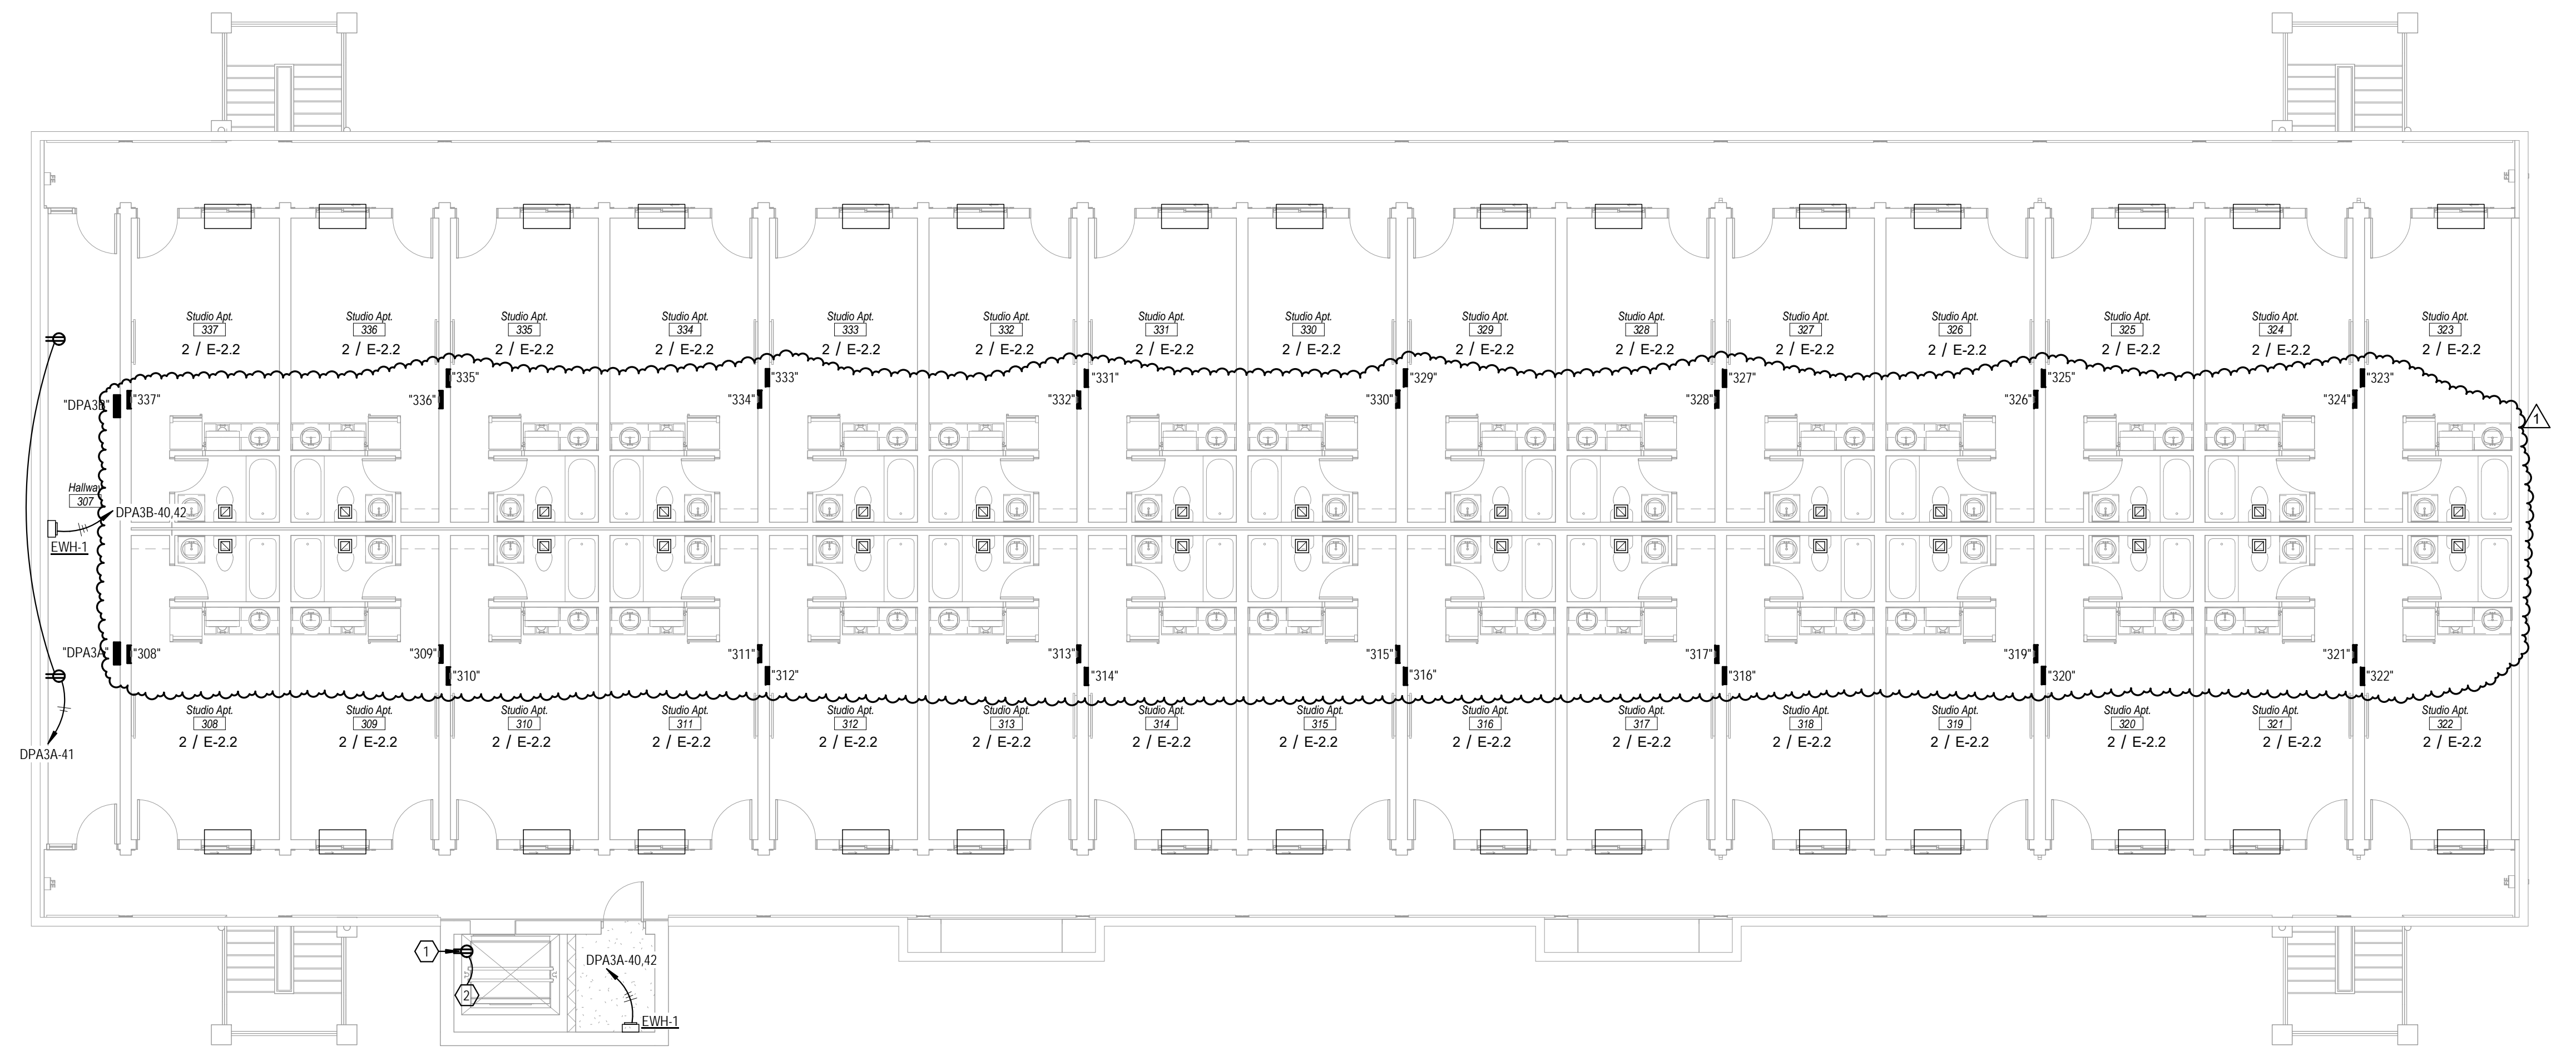 Studio Apt. Studio Apt. Studio Apt. Studio Apt. Studio Apt. Studio Apt. Studio Apt. Studio Apt. Studio Apt. Studio Apt. Studio Apt. Studio Apt. Studio Apt. Studio Apt. Studio Apt.
337 336 335 334 333 332 331 330 329 328 327 326 325 324 323
2 / E-2.2 2 / E-2.2 2 / E-2.2 2 / E-2.2 2 / E-2.2 2 / E-2.2 2 / E-2.2 2 / E-2.2 2 / E-2.2 2 / E-2.2 2 / E-2.2 2 / E-2.2 2 / E-2.2 2 / E-2.2 2 / E-2.2
"335" "333" "331" "329" "327" "325" "323"
"DPA3B" "337" "336" "334" "332" "330" "328" "326" "324"
1
Hallway
307
DPA3B-40,42
EWH-1
"DPA3A" "308" "309" "311" "313" "315" "317" "319" "321"
"310" "312" "314" "316" "318" "320" "322"
Studio Apt. Studio Apt. Studio Apt. Studio Apt. Studio Apt. Studio Apt. Studio Apt. Studio Apt. Studio Apt. Studio Apt. Studio Apt. Studio Apt. Studio Apt. Studio Apt. Studio Apt.
308 309 310 311 312 313 314 315 316 317 318 319 320 321 322
2 / E-2.2 2 / E-2.2 2 / E-2.2 2 / E-2.2 2 / E-2.2 2 / E-2.2 2 / E-2.2 2 / E-2.2 2 / E-2.2 2 / E-2.2 2 / E-2.2 2 / E-2.2 2 / E-2.2 2 / E-2.2 2 / E-2.2
DPA3A-41
1
DPA3A-40,42
2
EWH-1